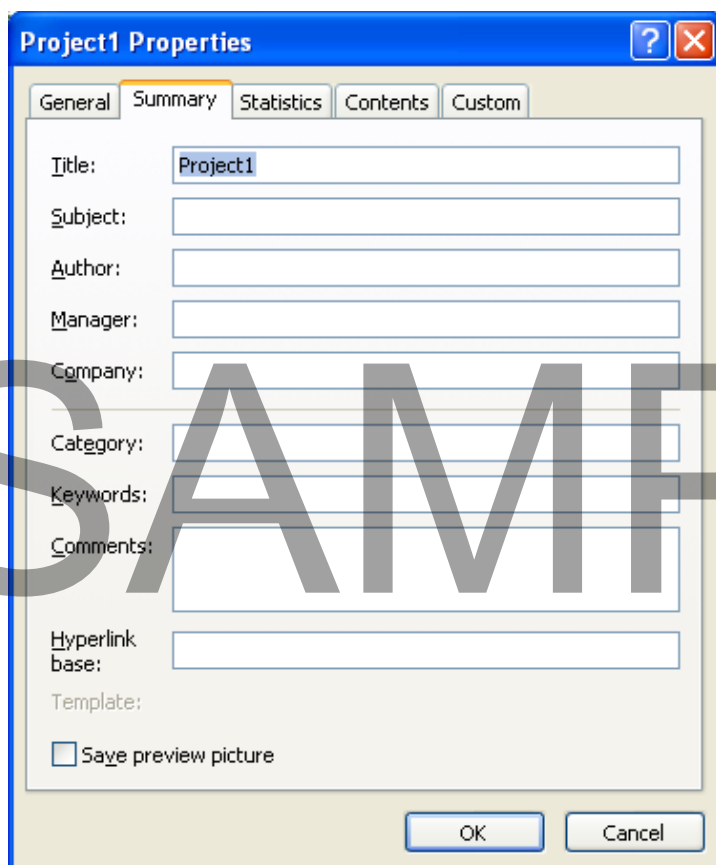 Project1 Properties
General Summary Statistics Contents Custom
Title: Project1
Subject:
Author:
Manager:
Company:
Category:
Keywords:
Comments:
Hyperlink
base:
Template:
Save preview picture
OK Cancel
SAMP